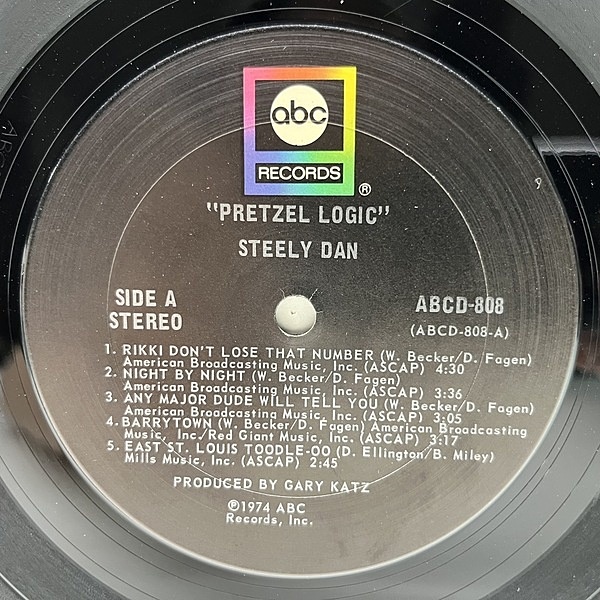 abc
RECORDS
®
"PRETZEL LOGIC"
STEELY DAN
SIDE A
STEREO
ABCD-808
(ABCD-808-A)
1. RIKKI DON'T LOSE THAT NUMBER (W. Becker/D. Fagen)
American Broadcasting Music, Inc. (ASCAP) 4:30
2. NIGHT BY NIGHT (W. Becker/D. Fagen)
American Broadcasting Music, Inc. (ASCAP) 3:36
3. ANY MAJOR DUDE WILL TELL YOU (W. Becker/D. Fagen)
American Broadcasting Music, Inc. (ASCAP) 3:05
4. BARRYTOWN (W. Becker/D. Fagen) American Broadcasting
Music, Inc./Red Giant Music, Inc. (ASCAP) 3:17
5. EAST ST. LOUIS TOODLE-OO (D. Ellington/B. Miley)
Mills Music, Inc. (ASCAP) 2:45
PRODUCED BY GARY KATZ
℗1974 ABC
Records, Inc.